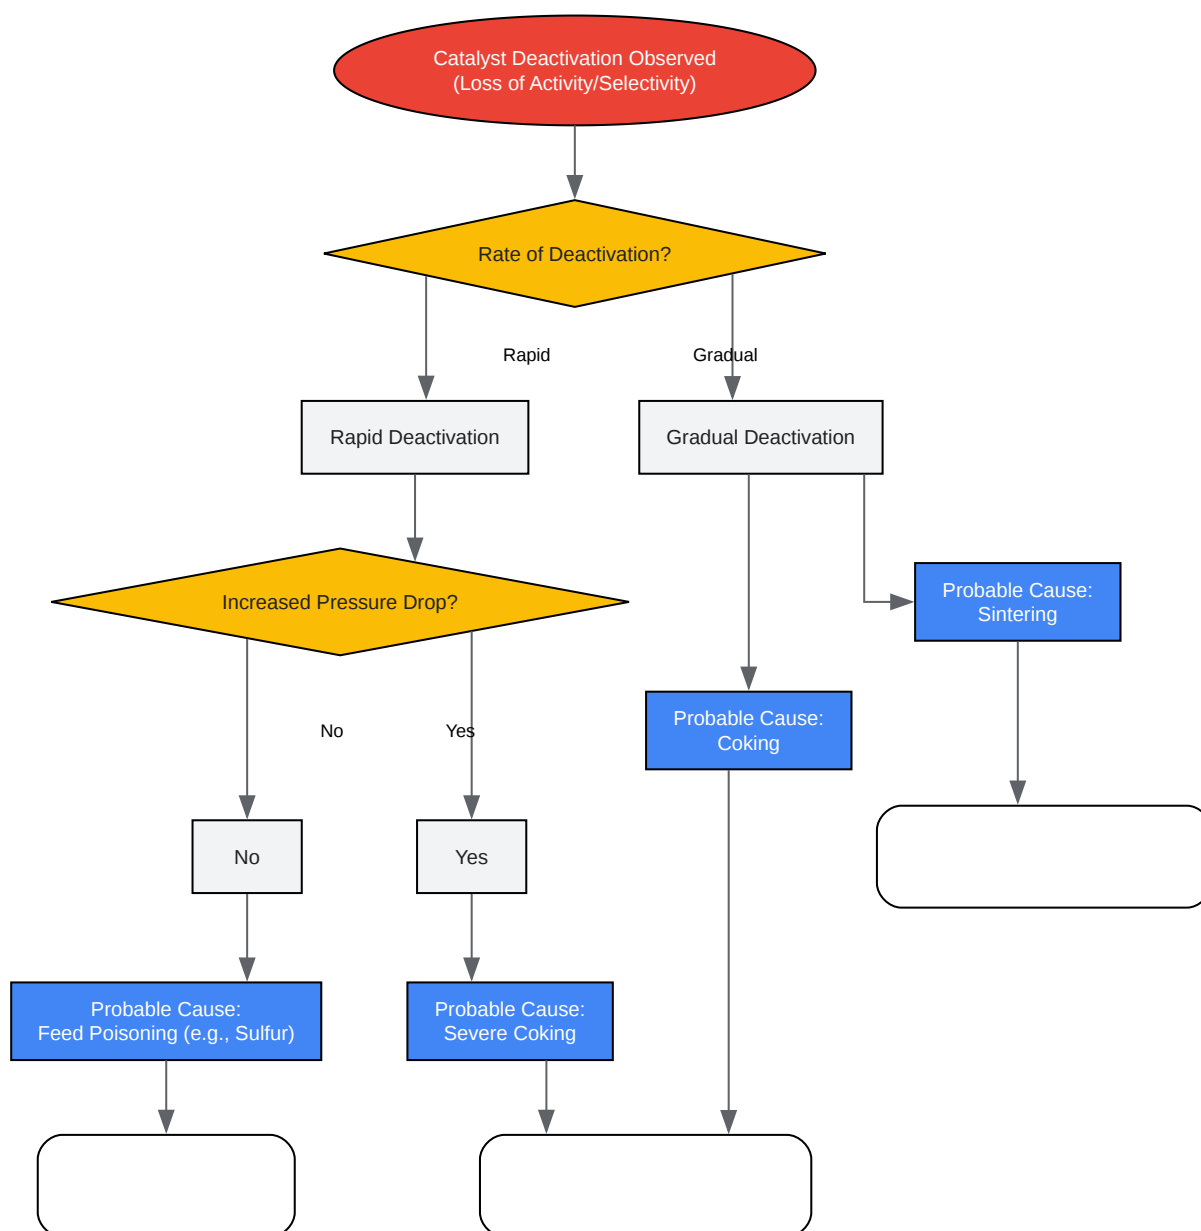 Catalyst Deactivation Observed
(Loss of Activity/Selectivity)
Rate of Deactivation?
Rapid
Gradual
Rapid Deactivation
Gradual Deactivation
Increased Pressure Drop?
Probable Cause:
Sintering
Probable Cause:
Coking
No
Yes
No
Yes
Probable Cause:
Feed Poisoning (e.g., Sulfur)
Probable Cause:
Severe Coking